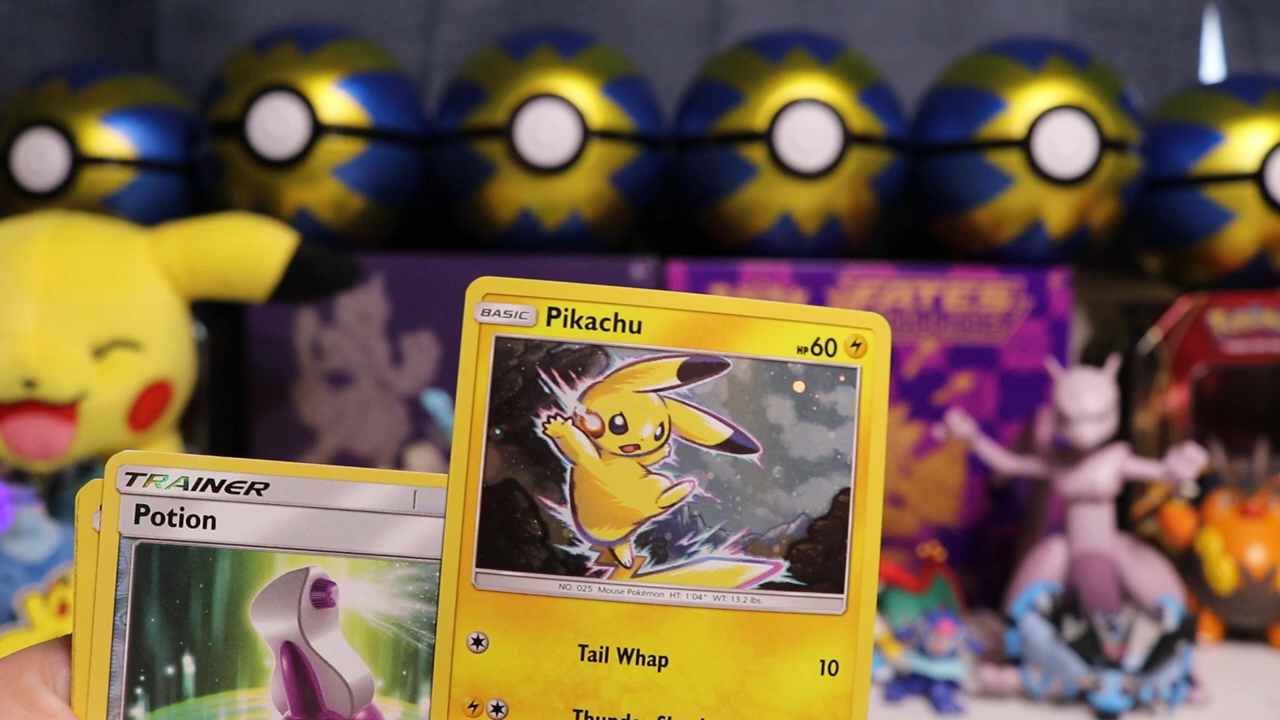 FATES
BASIC Pikachu HP 60
NO. 025 Mouse Pokémon HT: 1'04" WT: 13.2 lbs.
Tail Whap 10
TRAINER
Potion